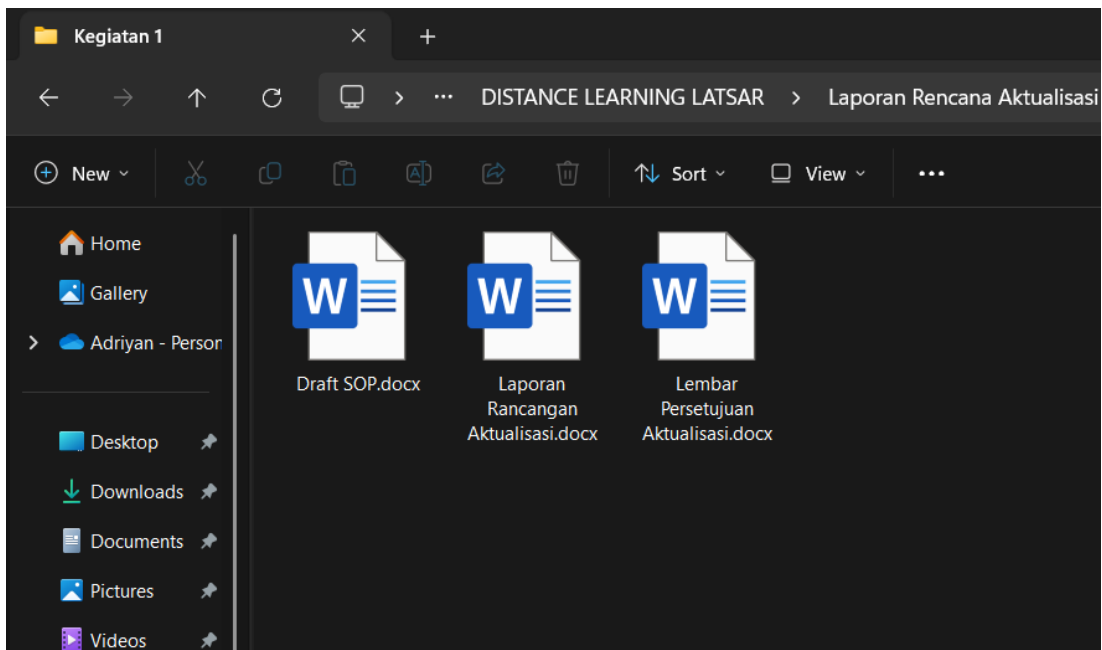 Kegiatan 1
DISTANCE LEARNING LATSAR > Laporan Rencana Aktualisasi
New
Sort
View
Home
Gallery
Adriyan - Person
Desktop
Downloads
Documents
Pictures
Videos
Draft SOP.docx
Laporan
Rancangan
Aktualisasi.docx
Lembar
Persetujuan
Aktualisasi.docx